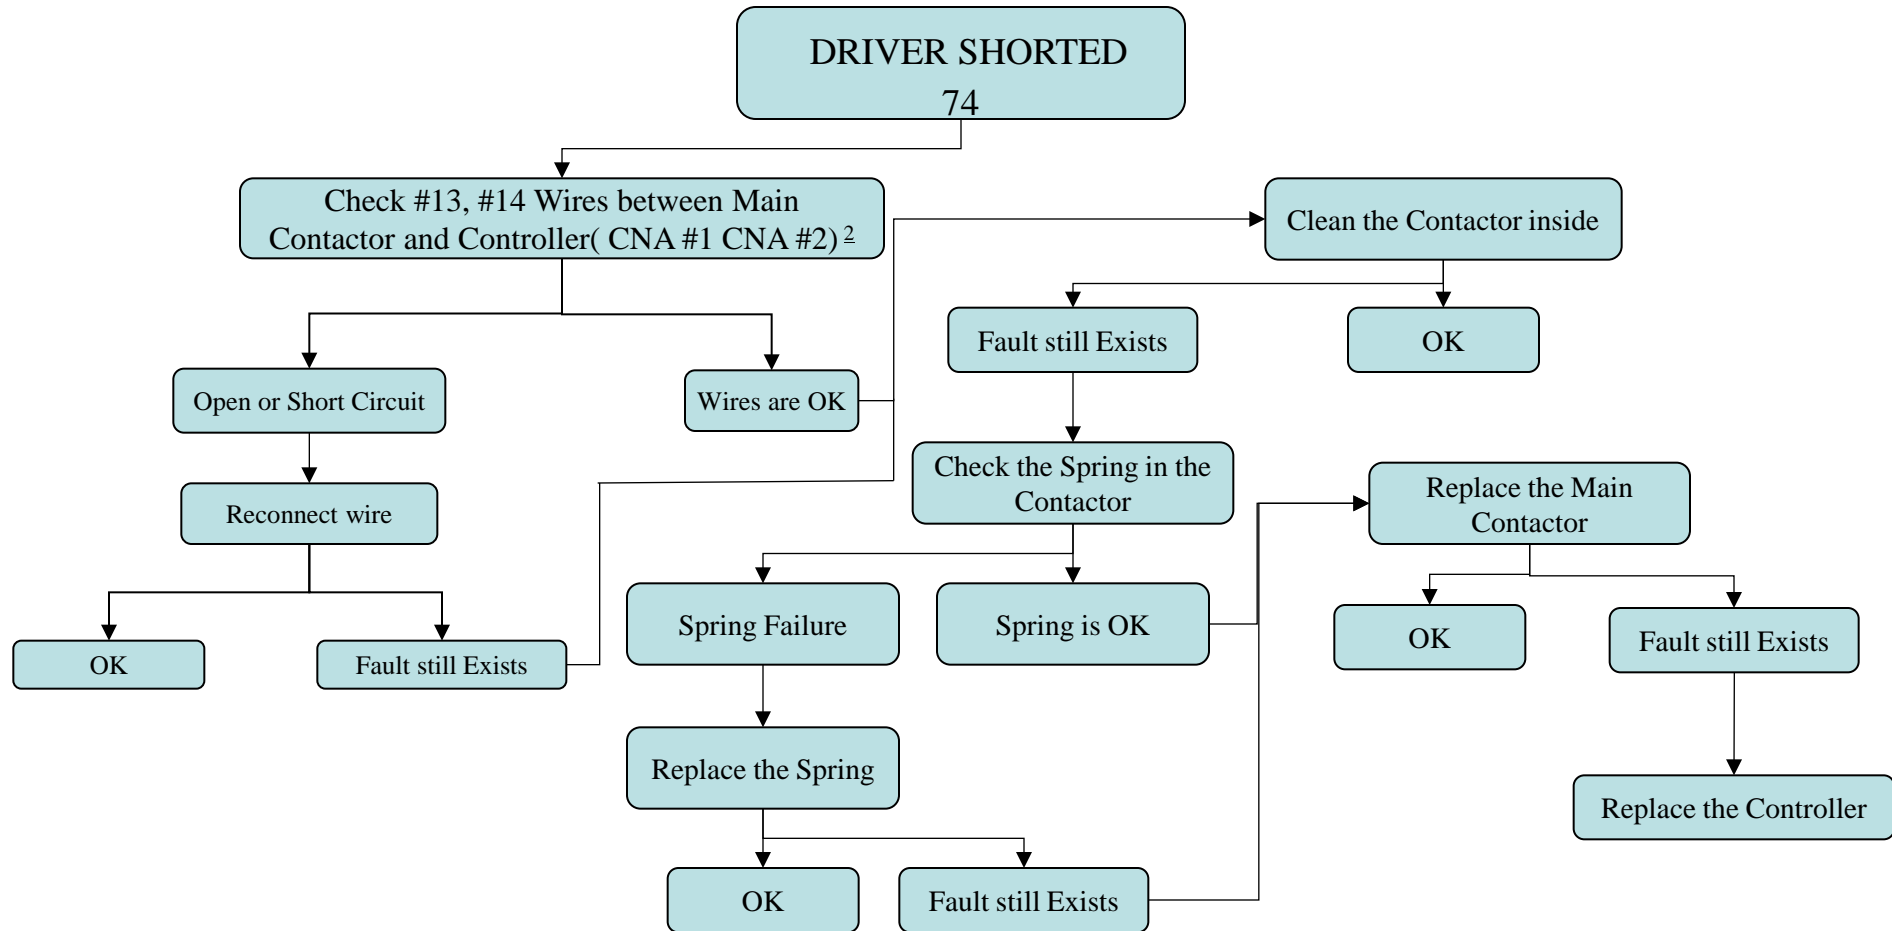 DRIVER SHORTED
74
Check #13, #14 Wires between Main
Contactor and Controller( CNA #1 CNA #2) 2
Clean the Contactor inside
Fault still Exists
OK
Open or Short Circuit
Wires are OK
Check the Spring in the
Contactor
Replace the Main
Contactor
Reconnect wire
Spring Failure
Spring is OK
OK
Fault still Exists
OK
Fault still Exists
Replace the Spring
Replace the Controller
OK
Fault still Exists